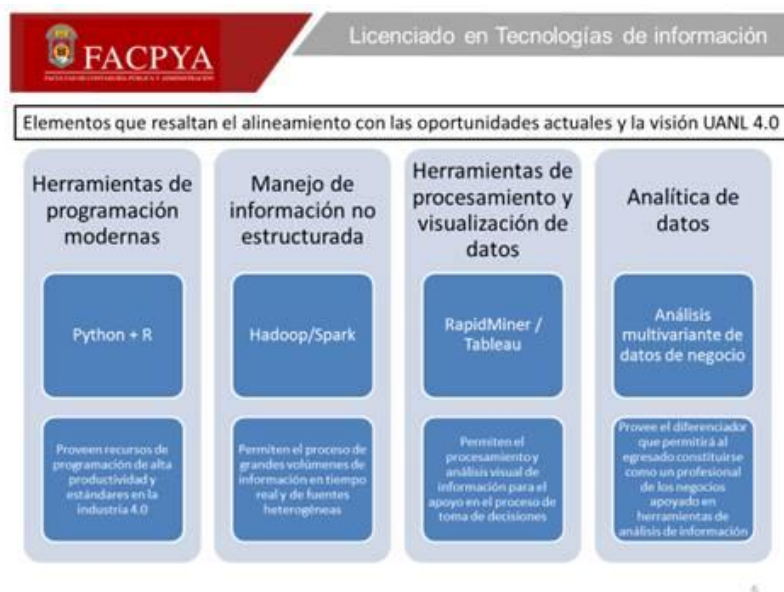 FACPYA
FACULTAD DE CONTADURÍA PÚBLICA Y ADMINISTRACIÓN
Licenciado en Tecnologías de información
Elementos que resaltan el alineamiento con las oportunidades actuales y la visión UANL 4.0
Herramientas de
programación
modernas
Python + R
Proveen recursos de
programación de alta
productividad y
estándares en la
industria 4.0
Manejo de
información no
estructurada
Hadoop/Spark
Permiten el proceso de
grandes volúmenes de
información en tiempo
real y de fuentes
heterogéneas
Herramientas de
procesamiento y
visualización de
datos
RapidMiner /
Tableau
Permiten el
procesamiento y
análisis visual de
información para el
apoyo en el proceso de
toma de decisiones
Analítica de
datos
Análisis
multivariante de
datos de negocio
Provee el diferenciador
que permitirá al
egresado constituirse
como un profesional
de los negocios
apoyado en
herramientas de
análisis de información